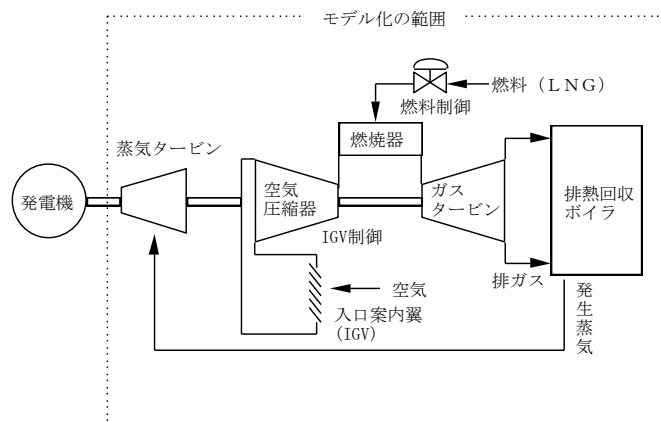 モデル化の範囲
燃料(LNG)
燃料制御
燃焼器
蒸気タービン
発電機
空気
圧縮器
ガス
タービン
排熱回収
ボイラ
IGV制御
排ガス
空気
入口案内翼
(IGV)
発生蒸気